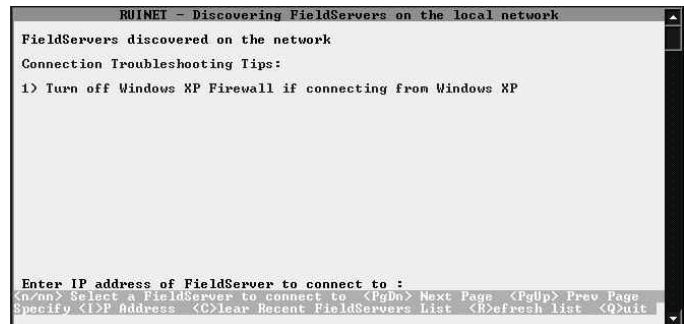 RUINET - Discovering FieldServers on the local network
FieldServers discovered on the network
Connection Troubleshooting Tips:
1) Turn off Windows XP Firewall if connecting from Windows XP
Enter IP address of FieldServer to connect to :
<n/nn> Select a FieldServer to connect to <PgDn> Next Page <PgUp> Prev Page
Specify <I>P Address <C>lear Recent FieldServers List <R>efresh list <Q>uit